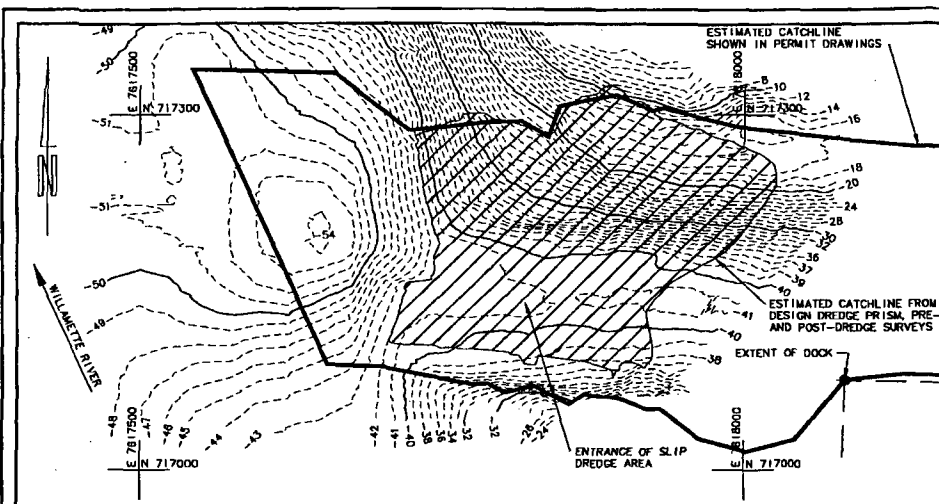 ESTIMATED CATCHLINE
SHOWN IN PERMIT DRAWINGS
-49
-50
E 7617500
N 717300
E 7618000
N 717300
-8
-10
-12
-14
-16
-51
-18
-20
-24
-28
-36
-37
-39
40
N
-51
-54
-50
WILLAMETTE RIVER
-49
-41
-40
-38
ESTIMATED CATCHLINE FROM
DESIGN DREDGE PRISM, PRE-
AND POST-DREDGE SURVEYS
EXTENT OF DOCK
-48
-47
-46
-45
-44
-43
-42
-41
-40
-38
-36
-34
-32
-32
-28
-24
ENTRANCE OF SLIP
DREDGE AREA
E 7617500
N 717000
E 7618000
N 717000